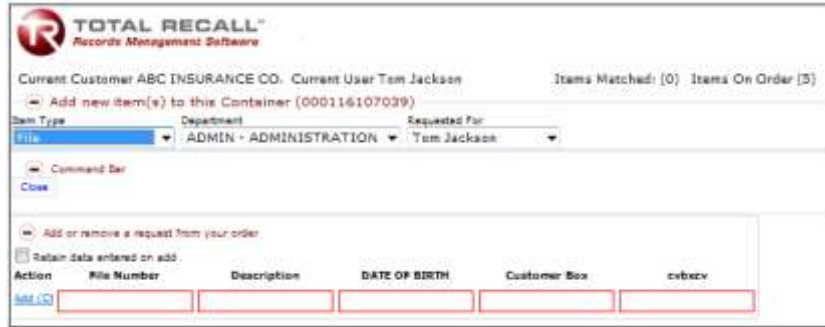 TOTAL RECALL™
Records Management Software
Current Customer ABC INSURANCE CO. Current User Tom Jackson Items Matched: (0) Items On Order (5)
Add new item(s) to this Container (000116107039)
Item Type Department Requested For
File ADMIN - ADMINISTRATION Tom Jackson
Command Bar
Close
Add or remove a request from your order
Retain data entered on add
Action File Number Description DATE OF BIRTH Customer Box cvbxcv
Add